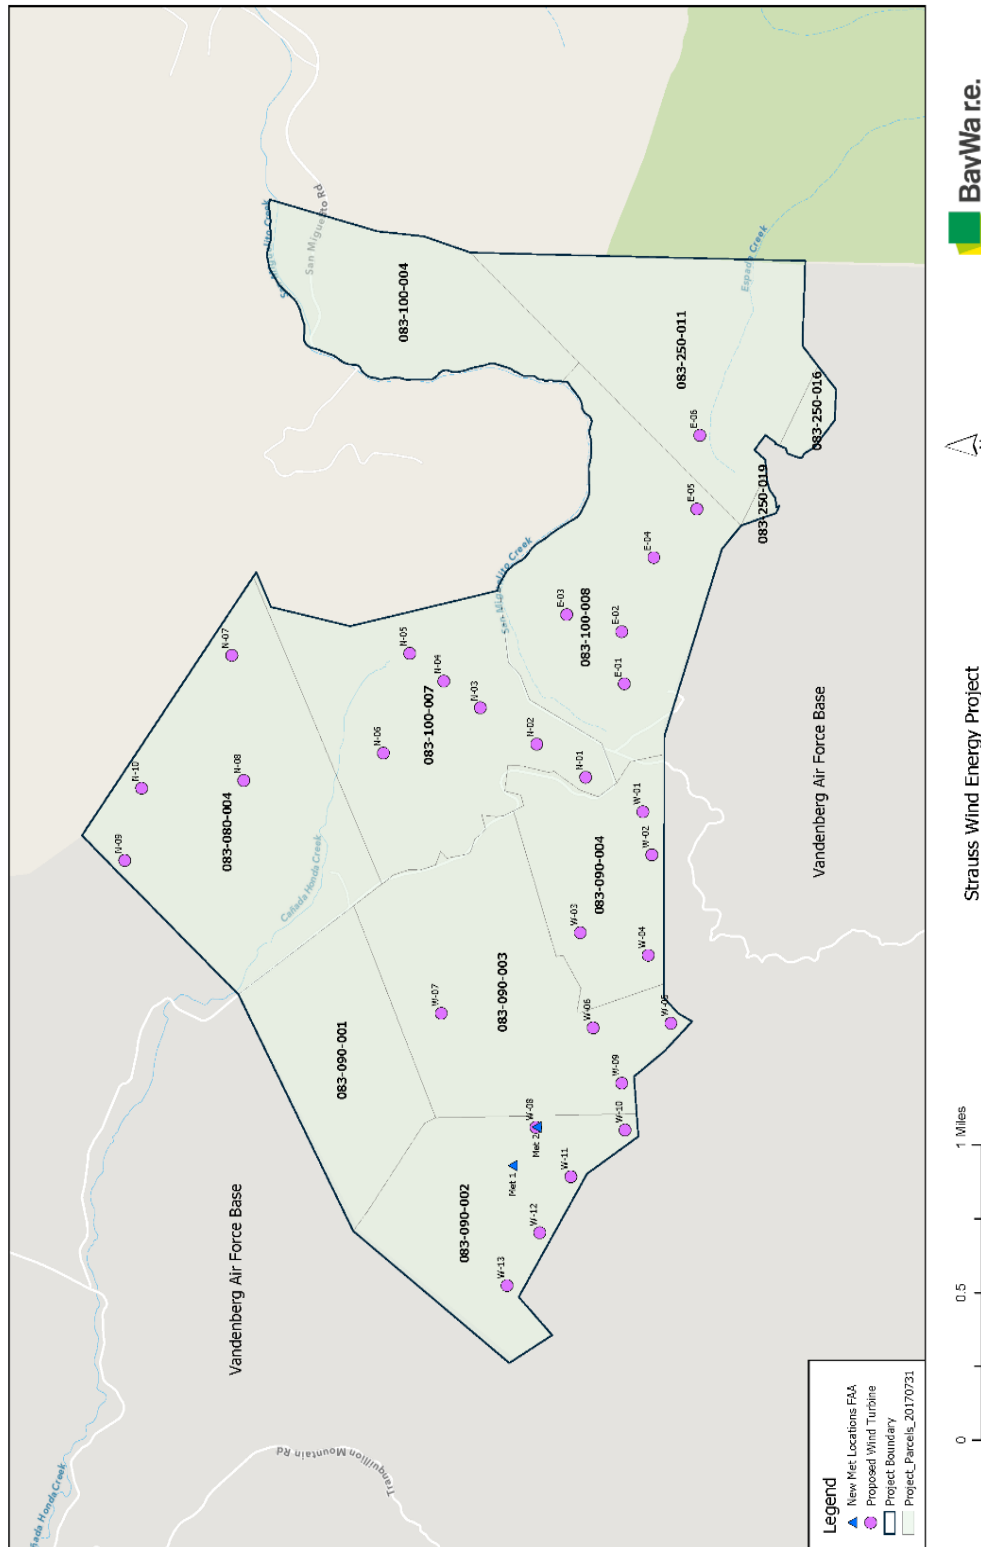 San Miguelito Rd
083-100-004
Espada Creek
083-250-011
083-250-016
083-250-019
E-06
E-05
E-04
San Miguelito Creek
E-03
083-100-008
E-02
E-01
N-07
N-05
N-04
083-100-007
N-03
N-06
N-02
N-01
N-10
N-08
083-080-004
N-09
Cañada Honda Creek
W-01
W-02
083-090-004
W-03
W-04
083-090-003
W-07
W-06
W-05
083-090-001
W-09
W-08
Met 2
W-10
Met 1
W-11
083-090-002
W-12
W-13
Vandenberg Air Force Base
Vandenberg Air Force Base
Tranquillion Mountain Rd
Honda Creek
Legend
New Met Locations FAA
Proposed Wind Turbine
Project Boundary
Project_Parcels_20170731
0 0.5 1 Miles
Strauss Wind Energy Project
BayWa r.e.